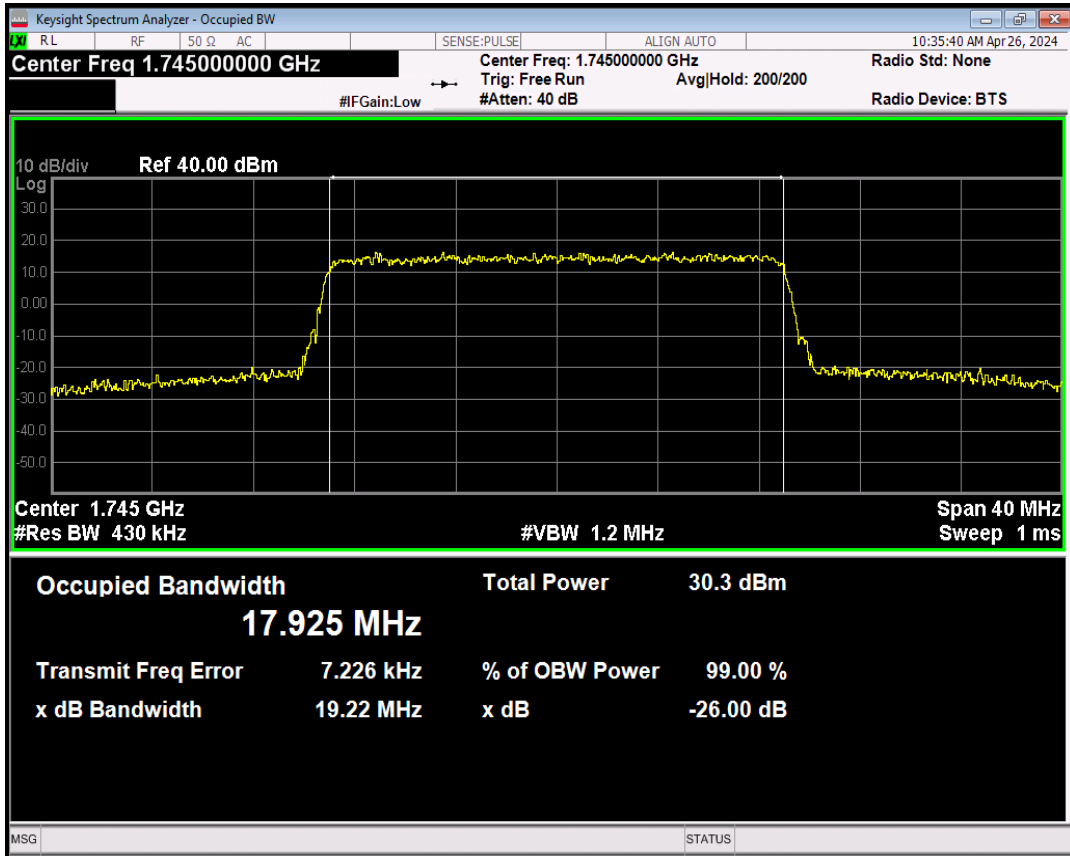 Keysight Spectrum Analyzer - Occupied BW
LXI RL RF 50 Ω AC SENSE:PULSE ALIGN AUTO 10:35:40 AM Apr 26, 2024
Center Freq 1.745000000 GHz Center Freq: 1.745000000 GHz Radio Std: None
Trig: Free Run Avg|Hold: 200/200
#IFGain:Low #Atten: 40 dB Radio Device: BTS
10 dB/div Ref 40.00 dBm
Log
30.0
20.0
10.0
0.00
-10.0
-20.0
-30.0
-40.0
-50.0
Center 1.745 GHz Span 40 MHz
#Res BW 430 kHz #VBW 1.2 MHz Sweep 1 ms
Occupied Bandwidth Total Power 30.3 dBm
17.925 MHz
Transmit Freq Error 7.226 kHz % of OBW Power 99.00 %
x dB Bandwidth 19.22 MHz x dB -26.00 dB
MSG STATUS